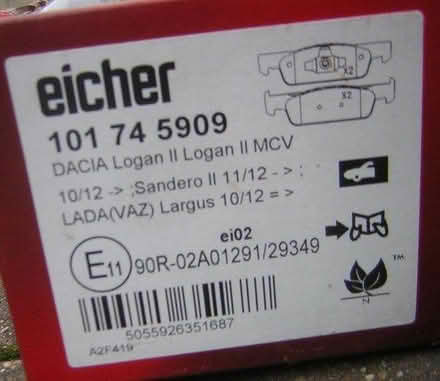 eicher
X2
X2
101 74 5909
DACIA Logan II Logan II MCV
10/12 -> ;Sandero II 11/12 - > ;
LADA(VAZ) Largus 10/12 = >
ei02
E11 90R-02A01291/29349
TM
N
5055926351687
A2F419